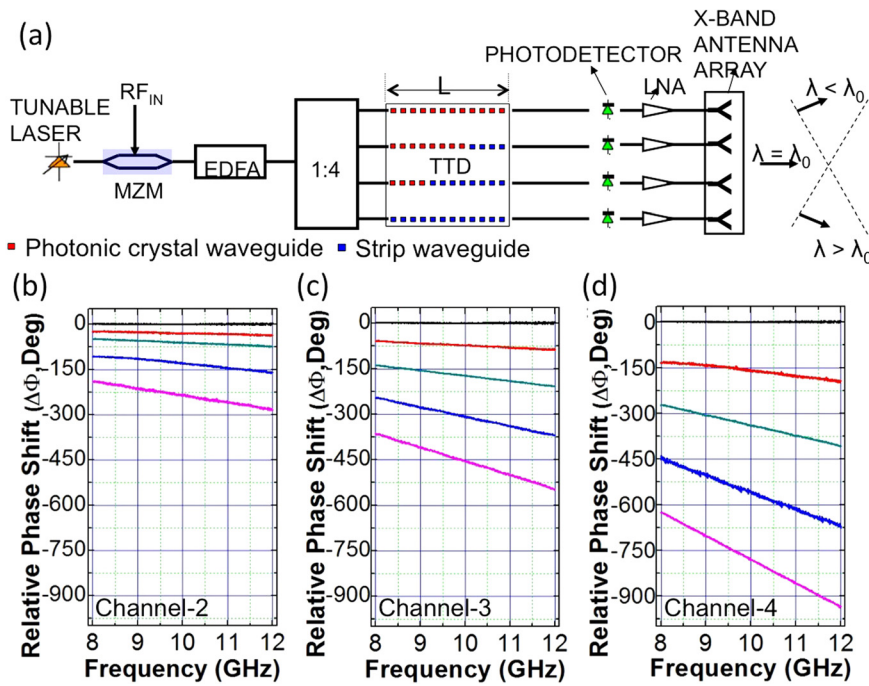 (a)
X-BAND
ANTENNA
ARRAY
PHOTODETECTOR
LNA
L
λ < λ0
TUNABLE
LASER
RFIN
MZM
EDFA
1:4
TTD
λ = λ0
λ > λ0
Photonic crystal waveguide Strip waveguide
(b) (c) (d)
Relative Phase Shift (ΔΦ,Deg)
0
-150
-300
-450
-600
-750
-900
Channel-2
8 9 10 11 12
Frequency (GHz)
Relative Phase Shift (ΔΦ,Deg)
0
-150
-300
-450
-600
-750
-900
Channel-3
8 9 10 11 12
Frequency (GHz)
Relative Phase Shift (ΔΦ,Deg)
0
-150
-300
-450
-600
-750
-900
Channel-4
8 9 10 11 12
Frequency (GHz)